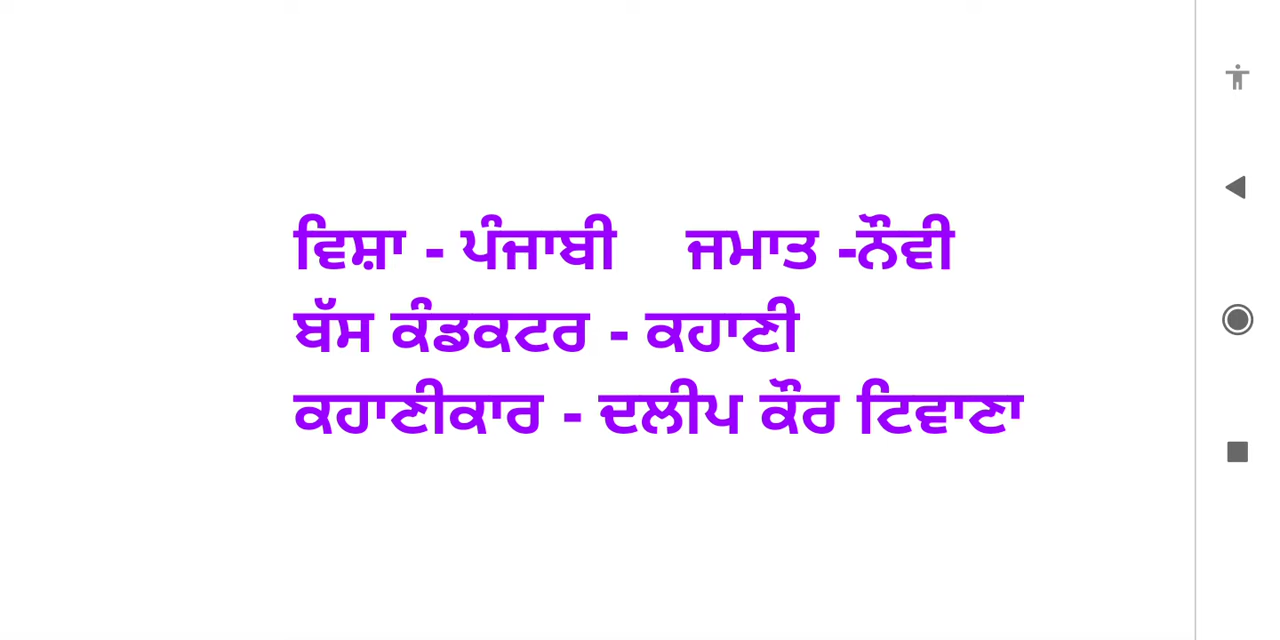 ਵਿਸ਼ਾ - ਪੰਜਾਬੀ ਜਮਾਤ -ਨੌਵੀ
ਬੱਸ ਕੰਡਕਟਰ - ਕਹਾਣੀ
ਕਹਾਣੀਕਾਰ - ਦਲੀਪ ਕੌਰ ਟਿਵਾਣਾ